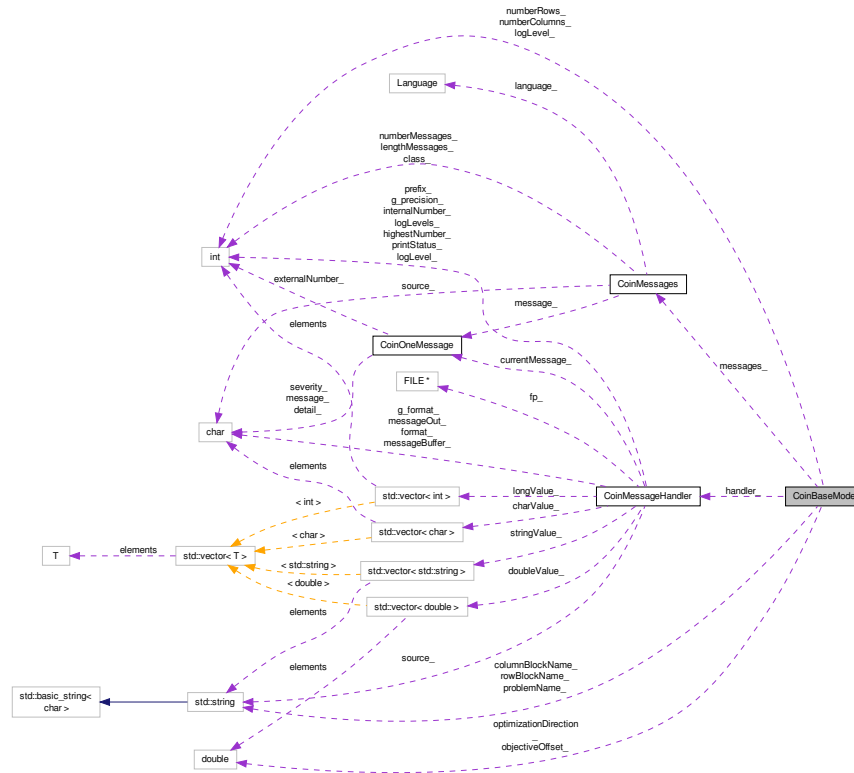 numberRows_
numberColumns_
logLevel_
Language
language_
numberMessages_
lengthMessages_
class_
prefix_
g_precision_
internalNumber_
logLevels_
highestNumber_
printStatus_
logLevel_
int
externalNumber_
source_
CoinMessages
message_
elements
CoinOneMessage
currentMessage_
messages_
FILE *
fp_
severity_
message_
detail_
g_format_
messageOut_
format_
messageBuffer_
char
elements
std::vector< int >
longValue_
CoinMessageHandler
handler_
CoinBaseMode
< int >
charValue_
std::vector< char >
< char >
stringValue_
T
elements
std::vector< T >
< std::string >
std::vector< std::string >
doubleValue_
< double >
std::vector< double >
elements
elements
source_
columnBlockName_
rowBlockName_
problemName_
std::basic_string<
char >
std::string
optimizationDirection
_
objectiveOffset_
double